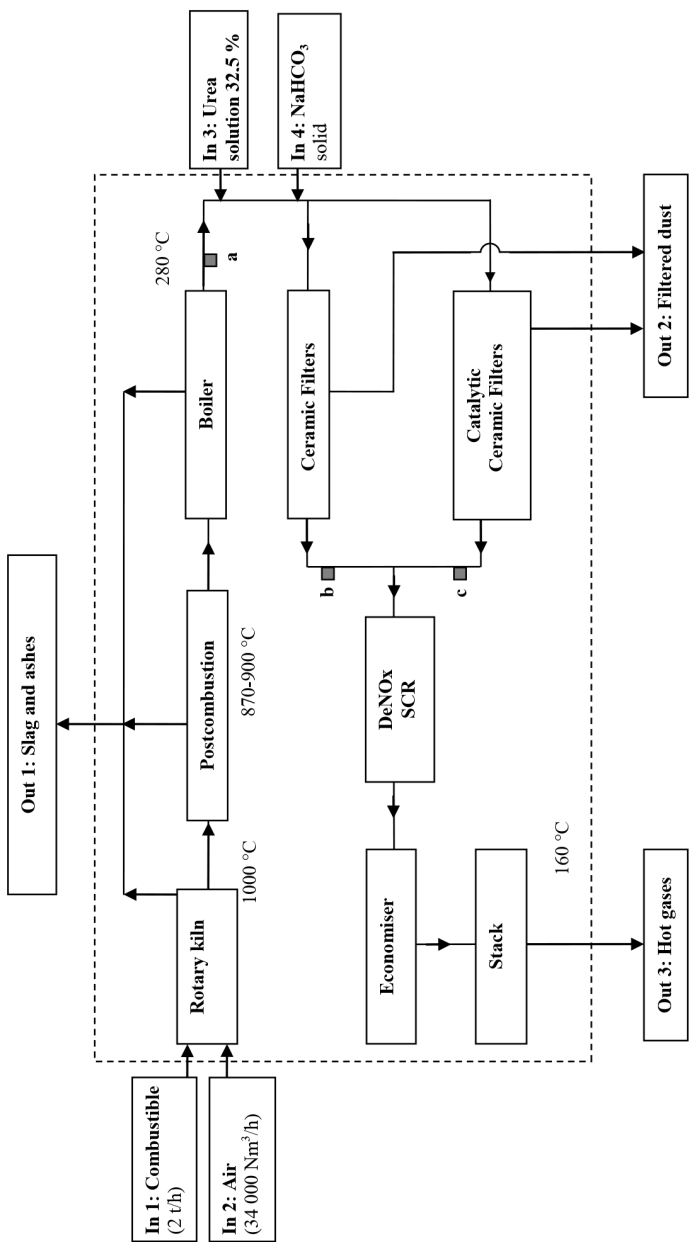 In 1: Combustible
(2 t/h)
In 2: Air
(34 000 Nm³/h)
Rotary kiln
1000 °C
Out 1: Slag and ashes
Postcombustion
870-900 °C
Boiler
280 °C
a
In 3: Urea
solution 32.5 %
In 4: NaHCO₃
solid
Ceramic Filters
Catalytic
Ceramic Filters
Out 2: Filtered dust
b
c
DeNOx
SCR
Economiser
Stack
160 °C
Out 3: Hot gases